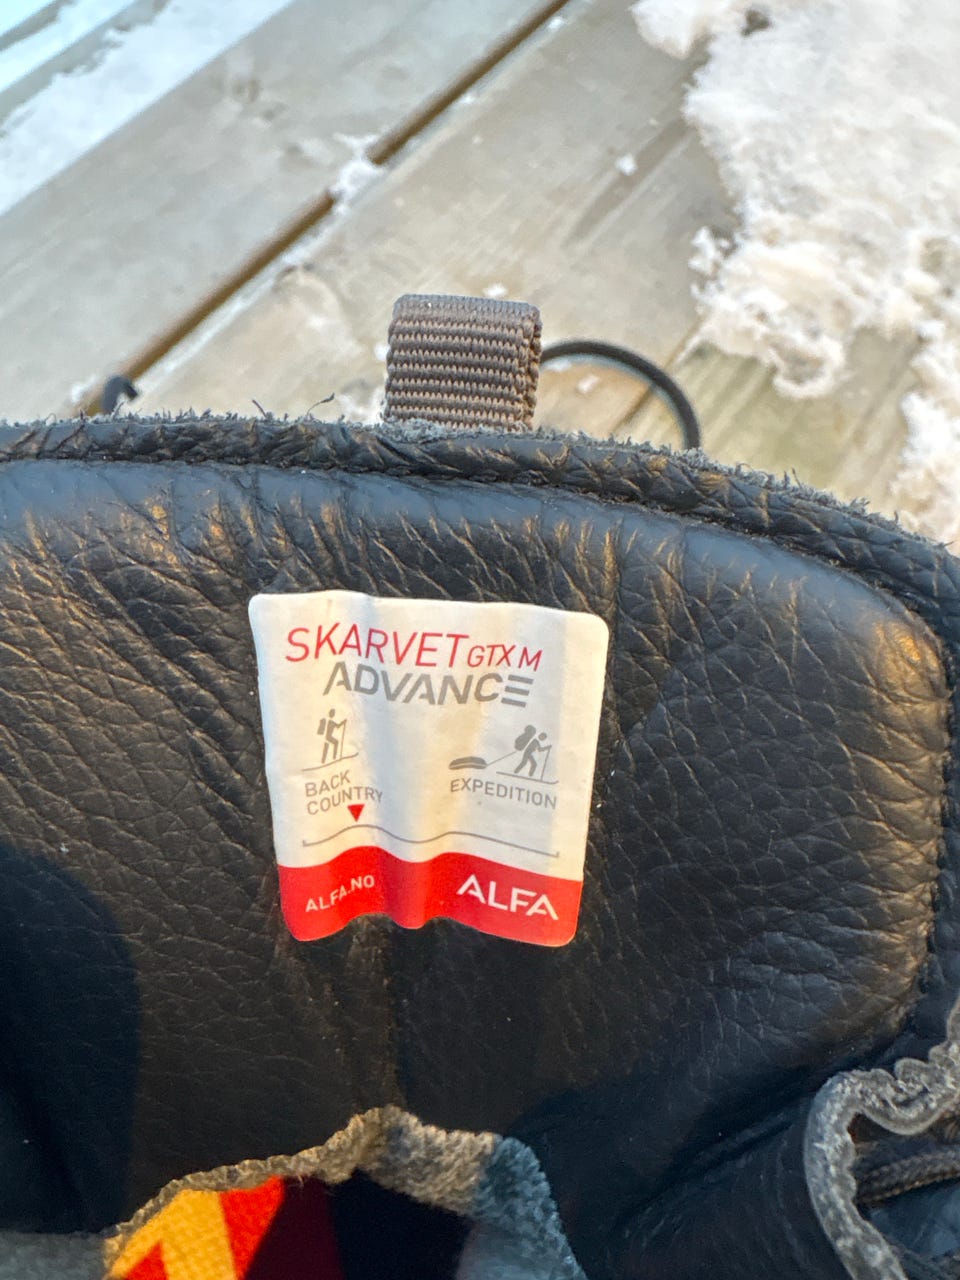 SKARVET GTX M
ADVANCE
BACK
COUNTRY
EXPEDITION
ALFA.NO
ALFA